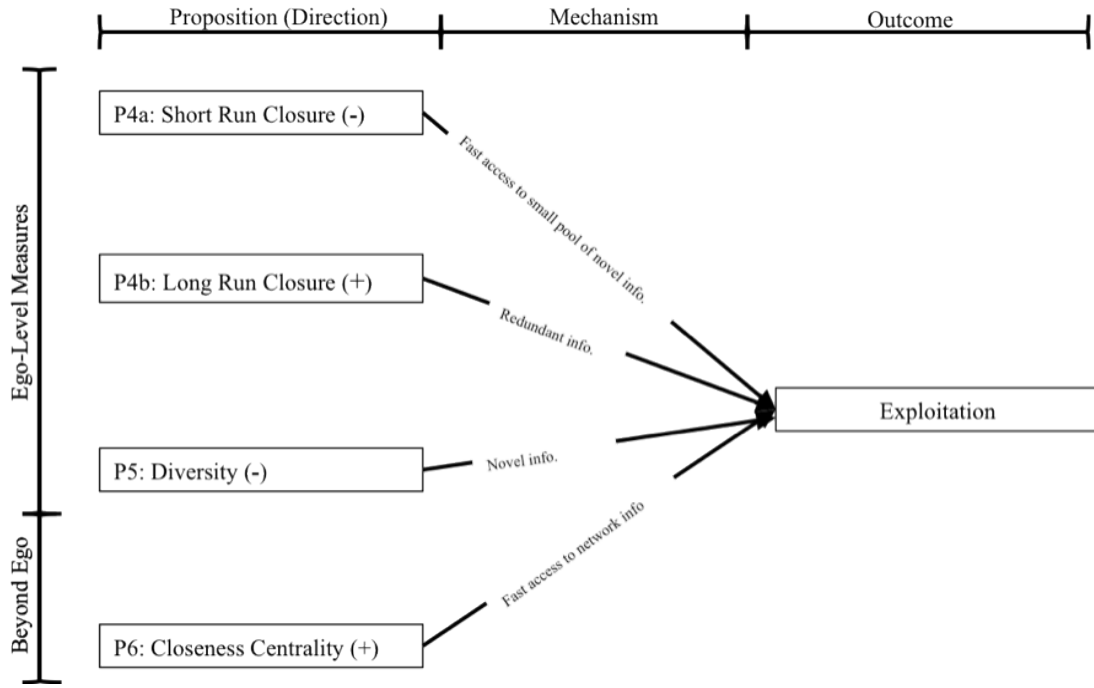 Proposition (Direction)
Mechanism
Outcome
Ego-Level Measures
Beyond Ego
P4a: Short Run Closure (-)
Fast access to small pool of novel info.
P4b: Long Run Closure (+)
Redundant info.
Exploitation
P5: Diversity (-)
Novel info.
Fast access to network info
P6: Closeness Centrality (+)